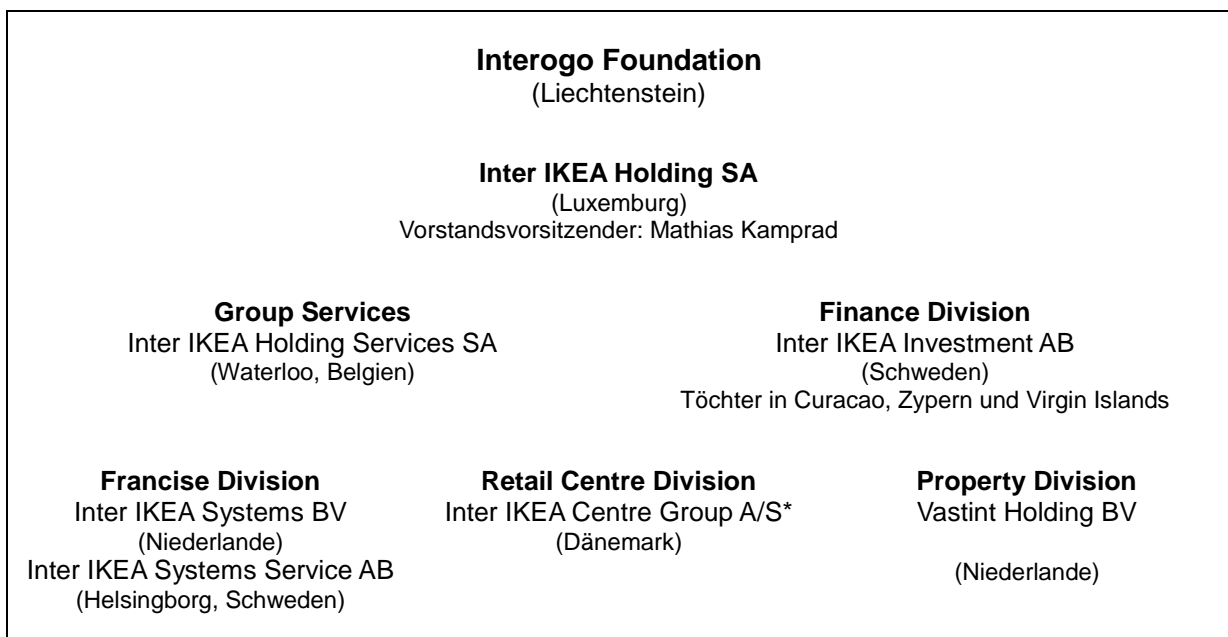 Interogo Foundation
(Liechtenstein)
Inter IKEA Holding SA
(Luxemburg)
Vorstandsvorsitzender: Mathias Kamprad
Group Services
Inter IKEA Holding Services SA
(Waterloo, Belgien)
Finance Division
Inter IKEA Investment AB
(Schweden)
Töchter in Curacao, Zypern und Virgin Islands
Francise Division
Inter IKEA Systems BV
(Niederlande)
Inter IKEA Systems Service AB
(Helsingborg, Schweden)
Retail Centre Division
Inter IKEA Centre Group A/S*
(Dänemark)
Property Division
Vastint Holding BV
(Niederlande)